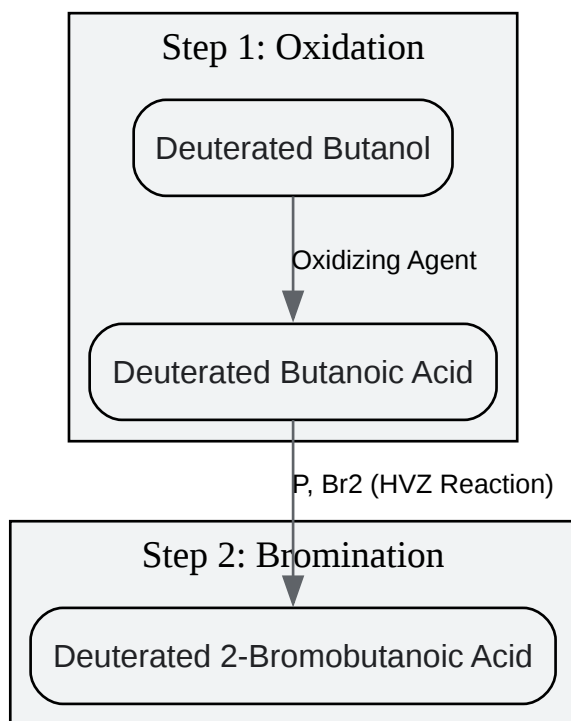 Step 1: Oxidation
Deuterated Butanol
Oxidizing Agent
Deuterated Butanoic Acid
P, Br2 (HVZ Reaction)
Step 2: Bromination
Deuterated 2-Bromobutanoic Acid